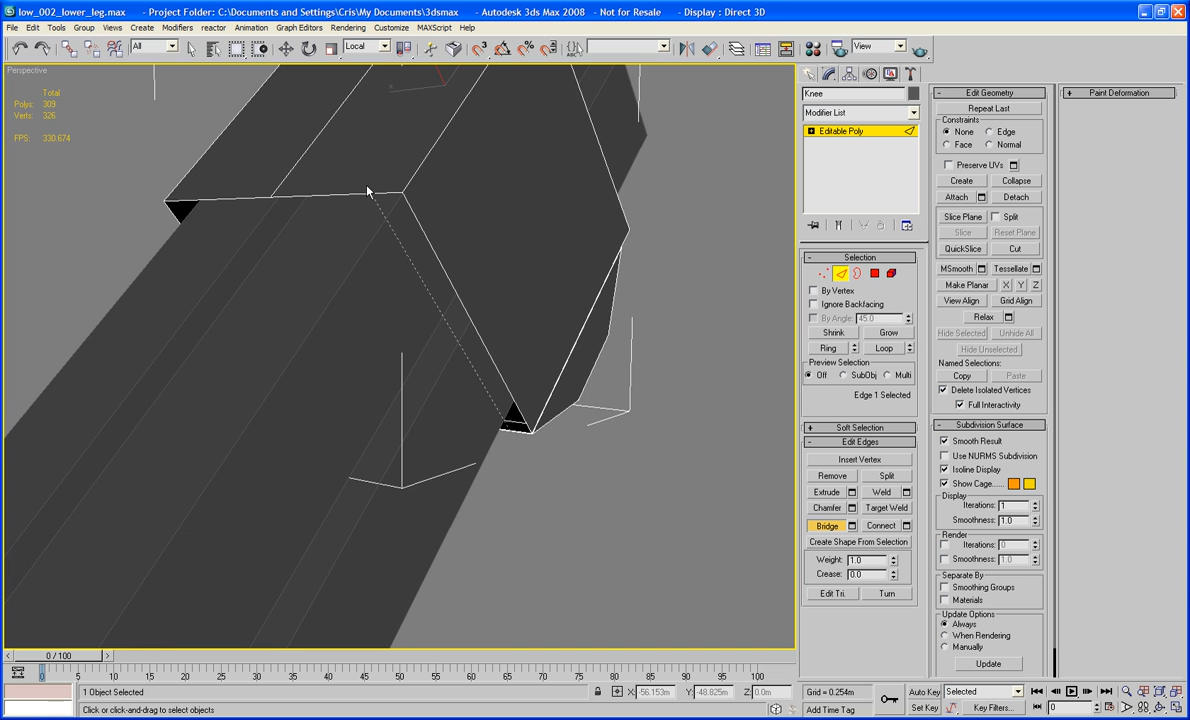 low_002_lower_leg.max - Project Folder: C:\Documents and Settings\Cris\My Documents\3dsmax - Autodesk 3ds Max 2008 - Not for Resale - Display : Direct 3D
File Edit Tools Group Views Create Modifiers reactor Animation Graph Editors Rendering Customize MAXScript Help
All Local View
Perspective
Total
Polys: 309
Verts: 326
FPS: 330.674
Knee
Modifier List
Editable Poly
Selection
By Vertex
Ignore Backfacing
By Angle: 45.0
Shrink Grow
Ring Loop
Preview Selection
Off SubObj Multi
Edge 1 Selected
Soft Selection
Edit Edges
Insert Vertex
Remove Split
Extrude Weld
Chamfer Target Weld
Bridge Connect
Create Shape From Selection
Weight: 1.0
Crease: 0.0
Edit Tri. Turn
Edit Geometry
Repeat Last
Constraints
None Edge
Face Normal
Preserve UVs
Create Collapse
Attach Detach
Slice Plane Split
Slice Reset Plane
QuickSlice Cut
MSmooth Tessellate
Make Planar X Y Z
View Align Grid Align
Relax
Hide Selected Unhide All
Hide Unselected
Named Selections:
Copy Paste
Delete Isolated Vertices
Full Interactivity
Subdivision Surface
Smooth Result
Use NURMS Subdivision
Isoline Display
Show Cage......
Display
Iterations: 1
Smoothness: 1.0
Render
Iterations: 0
Smoothness: 1.0
Separate By
Smoothing Groups
Materials
Update Options
Always
When Rendering
Manually
Update
Paint Deformation
0 / 100
0 5 10 15 20 25 30 35 40 45 50 55 60 65 70 75 80 85 90 95 100
1 Object Selected X: -56.153m Y: -48.825m Z: 0.0m Grid = 0.254m Auto Key Selected
Click or click-and-drag to select objects Add Time Tag Set Key Key Filters... 0